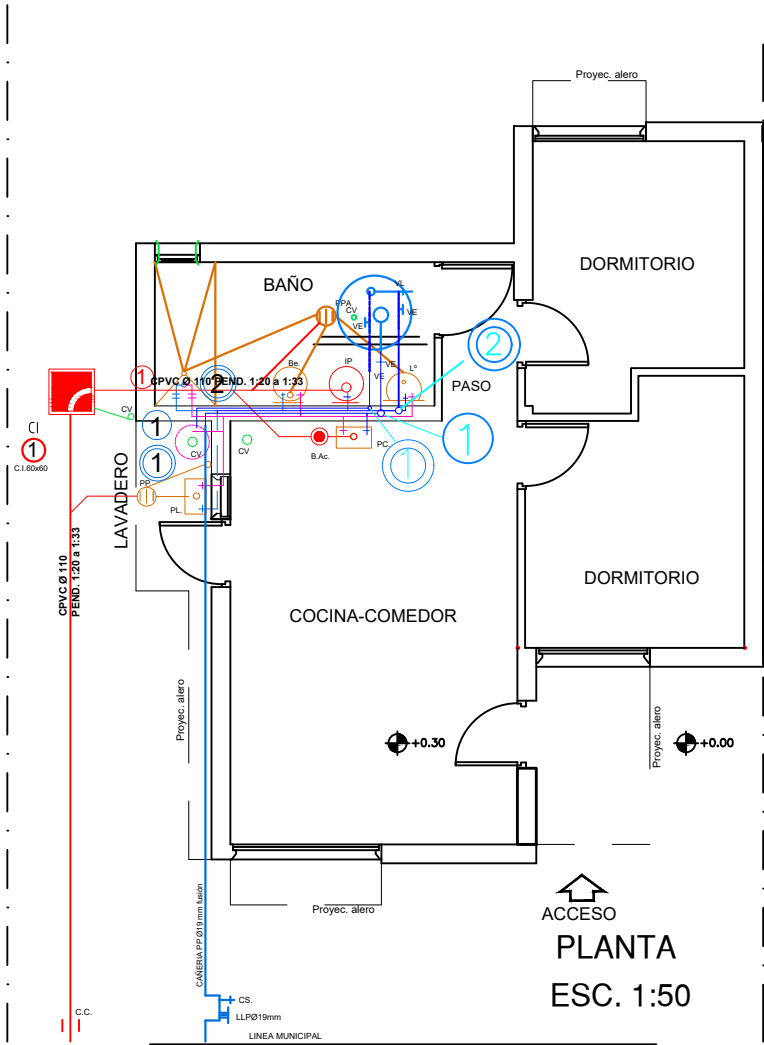 Proyec. alero
DORMITORIO
BAÑO
VL
PPA
CV
VE
VE
2
Be.
IP
VE
Lº
VE
PASO
1
CPVC Ø 110 PEND. 1:20 a 1:33
2
CI
1
C.I.60x60
CV
1
1
CV
CV
B.Ac.
PC.
1
1
LAVADERO
PP
PL.
CPVC Ø 110
PEND. 1:20 a 1:33
DORMITORIO
COCINA-COMEDOR
Proyec. alero
+0.30
Proyec. alero
+0.00
Proyec. alero
ACCESO
PLANTA
ESC. 1:50
CAÑERIA PP Ø19 mm fusión
CS.
LLPØ19mm
C.C.
LINEA MUNICIPAL